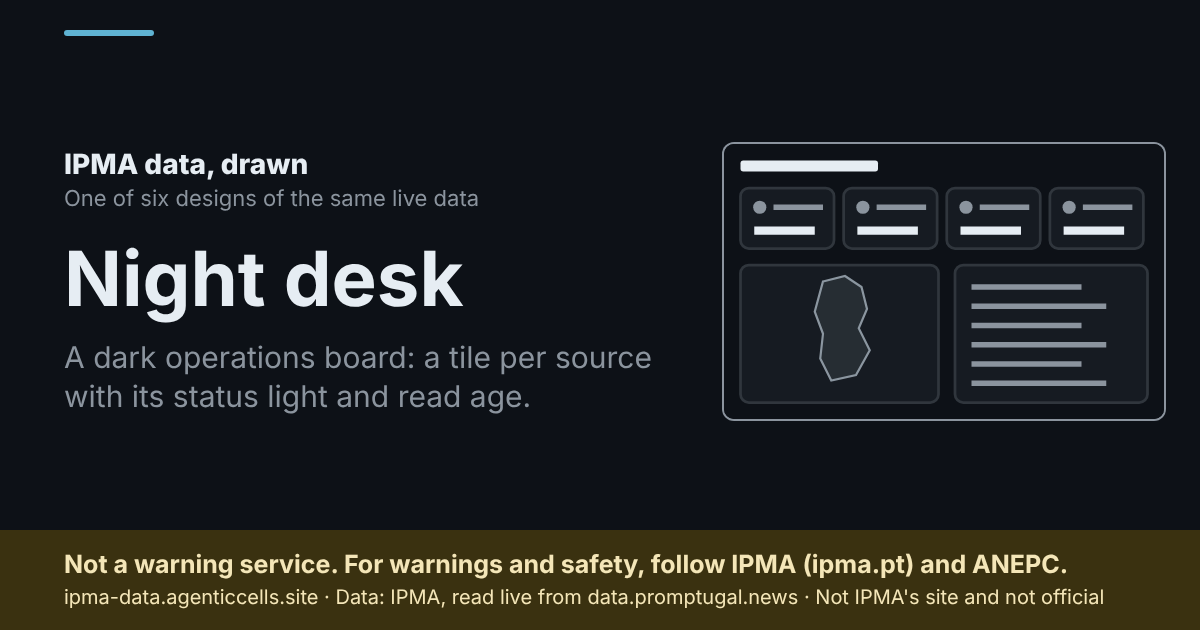 IPMA data, drawn
One of six designs of the same live data
Night desk
A dark operations board: a tile per source
with its status light and read age.
Not a warning service. For warnings and safety, follow IPMA (ipma.pt) and ANEPC.
ipma-data.agenticcells.site · Data: IPMA, read live from data.promptugal.news · Not IPMA's site and not official